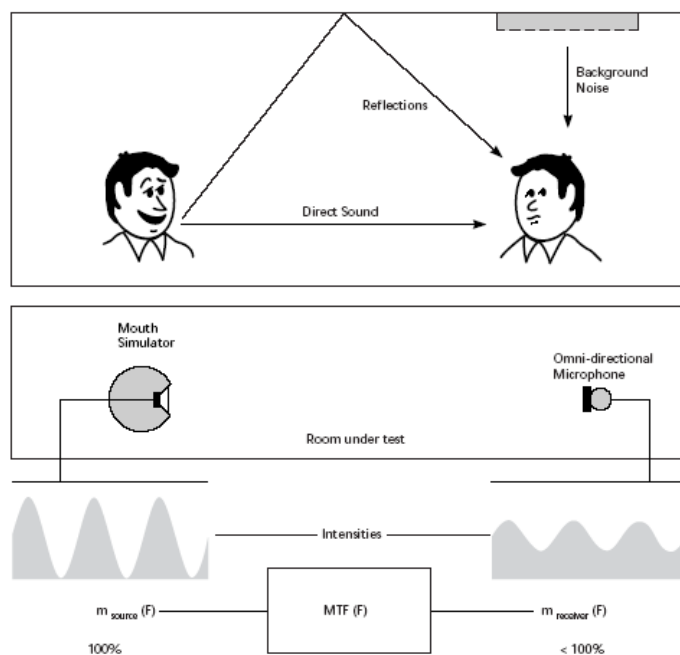 Background
Noise
Reflections
Direct Sound
Mouth
Simulator
Omni-directional
Microphone
Room under test
Intensities
m source (F)
MTF (F)
m receiver (F)
100%
< 100%